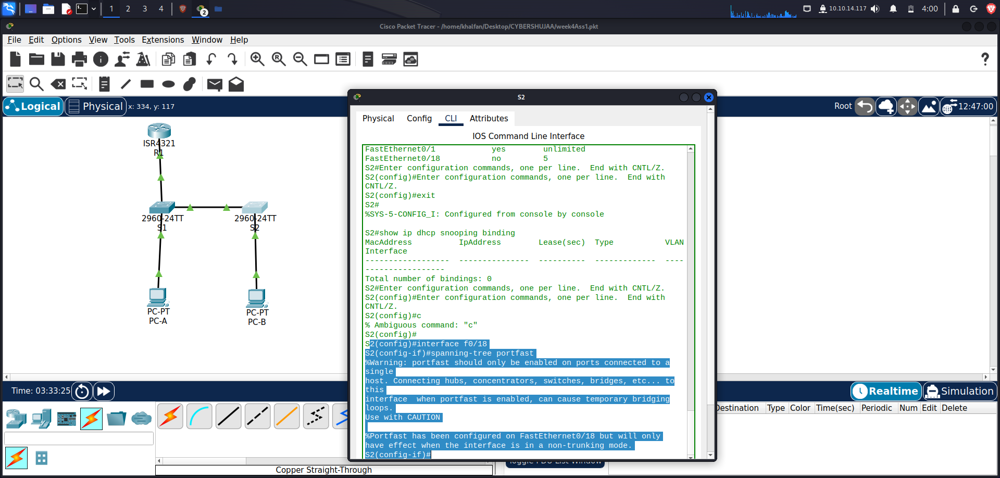 1
2
3
4
2
10.10.14.117
4:00
Cisco Packet Tracer - /home/khalfan/Desktop/CYBERSHUJAA/week4Ass1.pkt
File Edit Options View Tools Extensions Window Help
Logical
Physical
x: 334, y: 117
Root
12:47:00
ISR4321
R1
2960-24TT
S1
2960-24TT
S2
PC-PT
PC-A
PC-PT
PC-B
S2
Physical
Config
CLI
Attributes
IOS Command Line Interface
FastEthernet0/1 yes unlimited
FastEthernet0/18 no 5
S2#Enter configuration commands, one per line. End with CNTL/Z.
S2(config)#Enter configuration commands, one per line. End with
CNTL/Z.
S2(config)#exit
S2#
%SYS-5-CONFIG_I: Configured from console by console
S2#show ip dhcp snooping binding
MacAddress IpAddress Lease(sec) Type VLAN
Interface
------------------ --------------- ---------- ------------- ----
-----------------
Total number of bindings: 0
S2#Enter configuration commands, one per line. End with CNTL/Z.
S2(config)#Enter configuration commands, one per line. End with
CNTL/Z.
S2(config)#c
% Ambiguous command: "c"
S2(config)#
S2(config)#interface f0/18
S2(config-if)#spanning-tree portfast
%Warning: portfast should only be enabled on ports connected to a
single
host. Connecting hubs, concentrators, switches, bridges, etc... to
this
interface when portfast is enabled, can cause temporary bridging
loops.
Use with CAUTION
%Portfast has been configured on FastEthernet0/18 but will only
have effect when the interface is in a non-trunking mode.
S2(config-if)#
Time: 03:33:25
Realtime
Simulation
Destination Type Color Time(sec) Periodic Num Edit Delete
Toggle PDU List Window
Copper Straight-Through